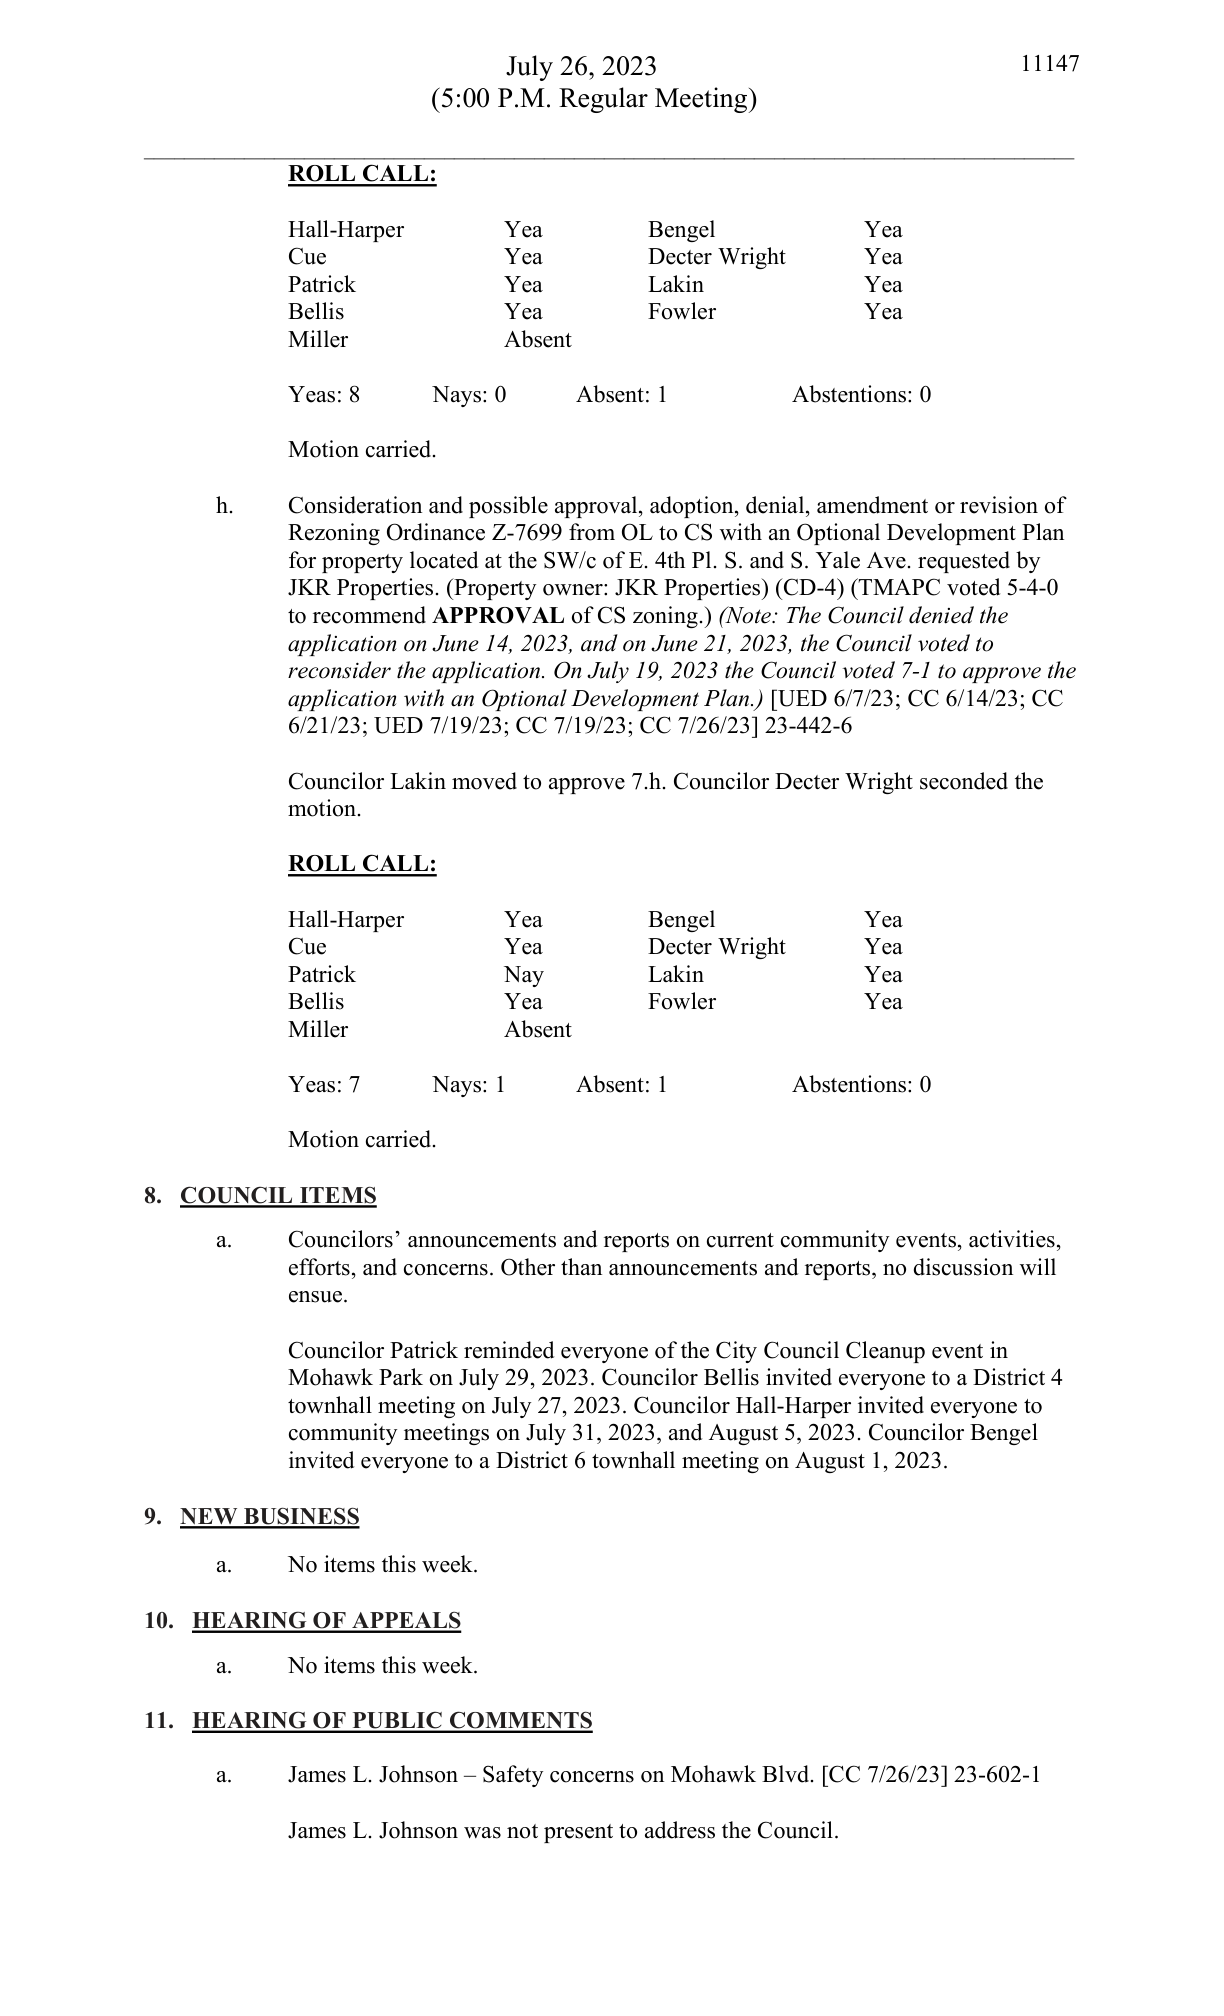 July 26, 2023 11147
(5:00 P.M. Regular Meeting)
ROLL CALL:
Hall-Harper Yea Bengel Yea
Cue Yea Decter Wright Yea
Patrick Yea Lakin Yea
Bellis Yea Fowler Yea
Miller Absent
Yeas: 8 Nays: 0 Absent: 1 Abstentions: 0
Motion carried.
h. Consideration and possible approval, adoption, denial, amendment or revision of
Rezoning Ordinance Z-7699 from OL to CS with an Optional Development Plan
for property located at the SW/c of E. 4th Pl. S. and S. Yale Ave. requested by
JKR Properties. (Property owner: JKR Properties) (CD-4) (TMAPC voted 5-4-0
to recommend APPROVAL of CS zoning.) (Note: The Council denied the
application on June 14, 2023, and on June 21, 2023, the Council voted to
reconsider the application. On July 19, 2023 the Council voted 7-1 to approve the
application with an Optional Development Plan.) [UED 6/7/23; CC 6/14/23; CC
6/21/23; UED 7/19/23; CC 7/19/23; CC 7/26/23] 23-442-6
Councilor Lakin moved to approve 7.h. Councilor Decter Wright seconded the
motion.
ROLL CALL:
Hall-Harper Yea Bengel Yea
Cue Yea Decter Wright Yea
Patrick Nay Lakin Yea
Bellis Yea Fowler Yea
Miller Absent
Yeas: 7 Nays: 1 Absent: 1 Abstentions: 0
Motion carried.
8. COUNCIL ITEMS
a. Councilors’ announcements and reports on current community events, activities,
efforts, and concerns. Other than announcements and reports, no discussion will
ensue.
Councilor Patrick reminded everyone of the City Council Cleanup event in
Mohawk Park on July 29, 2023. Councilor Bellis invited everyone to a District 4
townhall meeting on July 27, 2023. Councilor Hall-Harper invited everyone to
community meetings on July 31, 2023, and August 5, 2023. Councilor Bengel
invited everyone to a District 6 townhall meeting on August 1, 2023.
9. NEW BUSINESS
a. No items this week.
10. HEARING OF APPEALS
a. No items this week.
11. HEARING OF PUBLIC COMMENTS
a. James L. Johnson – Safety concerns on Mohawk Blvd. [CC 7/26/23] 23-602-1
James L. Johnson was not present to address the Council.